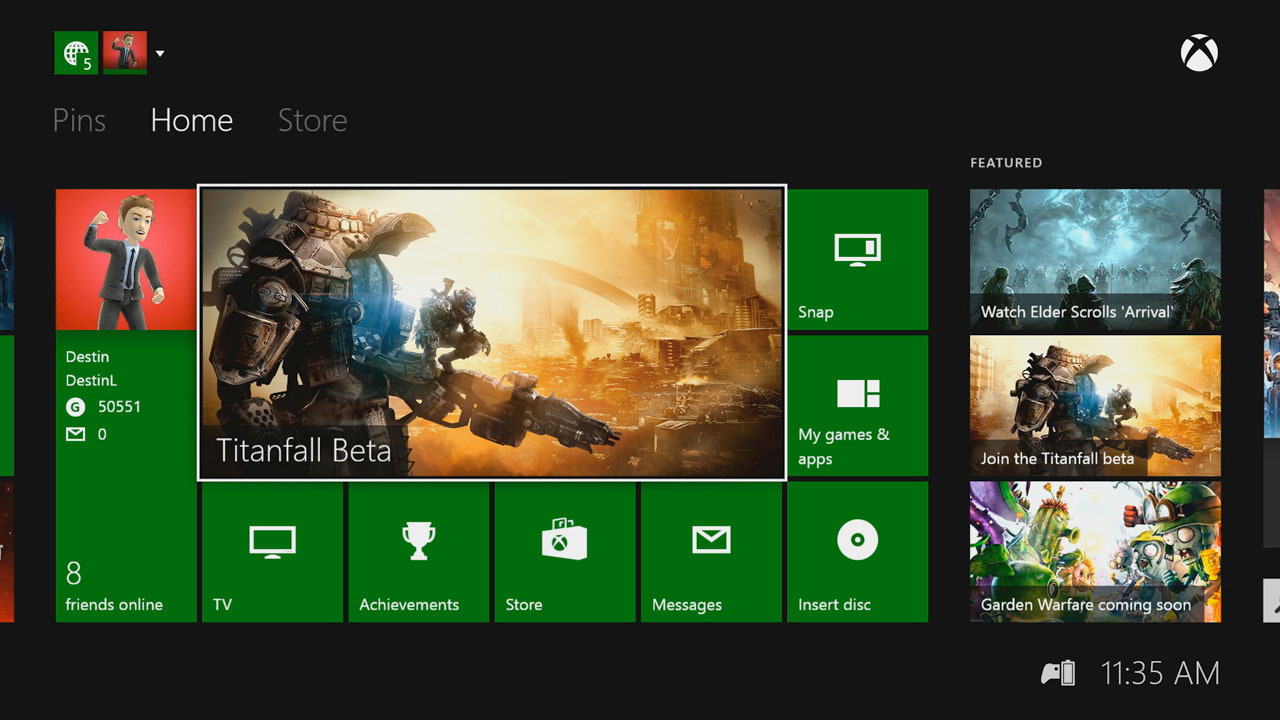 5
Pins Home Store
FEATURED
Destin
DestinL
G 50551
0
8
friends online
Titanfall Beta
Snap
My games &
apps
TV
Achievements
Store
Messages
Insert disc
Watch Elder Scrolls 'Arrival'
Join the Titanfall beta
Garden Warfare coming soon
11:35 AM